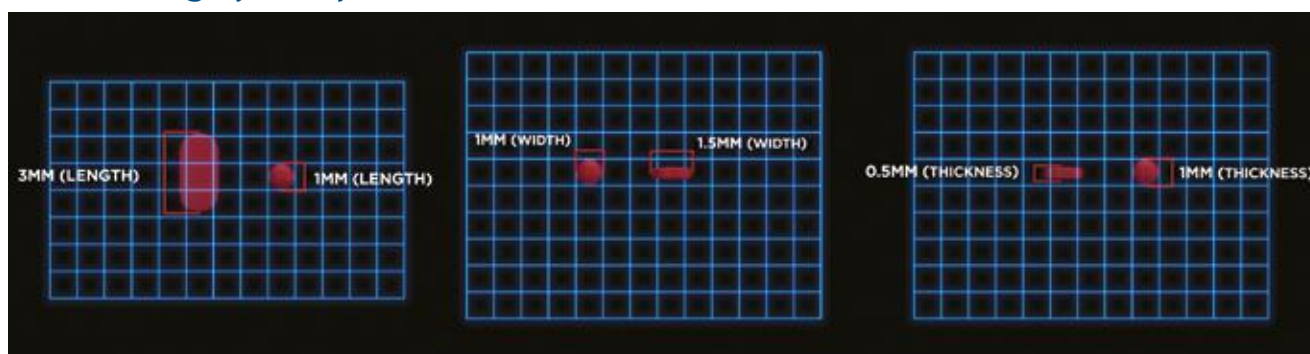 3MM (LENGTH)
1MM (LENGTH)
1MM (WIDTH)
1.5MM (WIDTH)
0.5MM (THICKNESS)
1MM (THICKNESS)